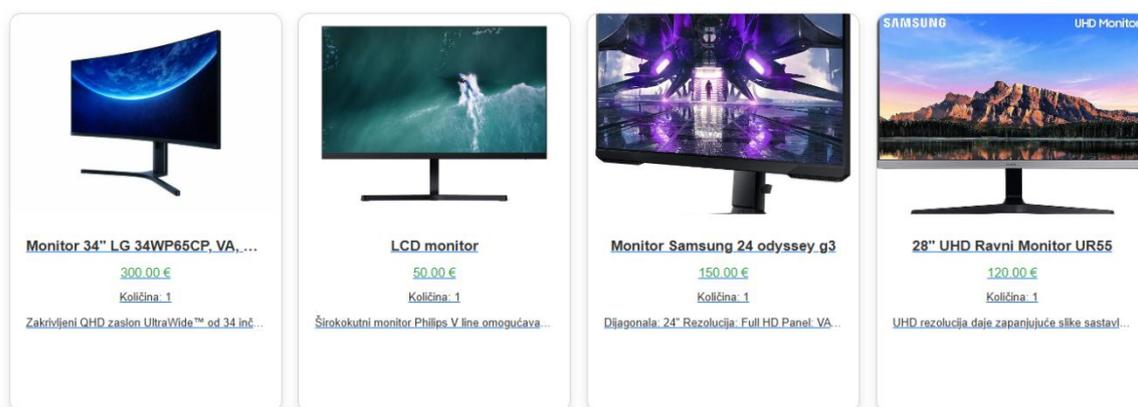 SAMSUNG
UHD Monitor
Monitor 34" LG 34WP65CP, VA, ...
300.00 €
Količina: 1
Zakrivljeni QHD zaslon UltraWide™ od 34 inč...
LCD monitor
50.00 €
Količina: 1
Širokokutni monitor Philips V line omogućava...
Monitor Samsung 24 odyssey g3
150.00 €
Količina: 1
Dijagonala: 24" Rezolucija: Full HD Panel: VA...
28" UHD Ravni Monitor UR55
120.00 €
Količina: 1
UHD rezolucija daje zapanjujuće slike sastavl...